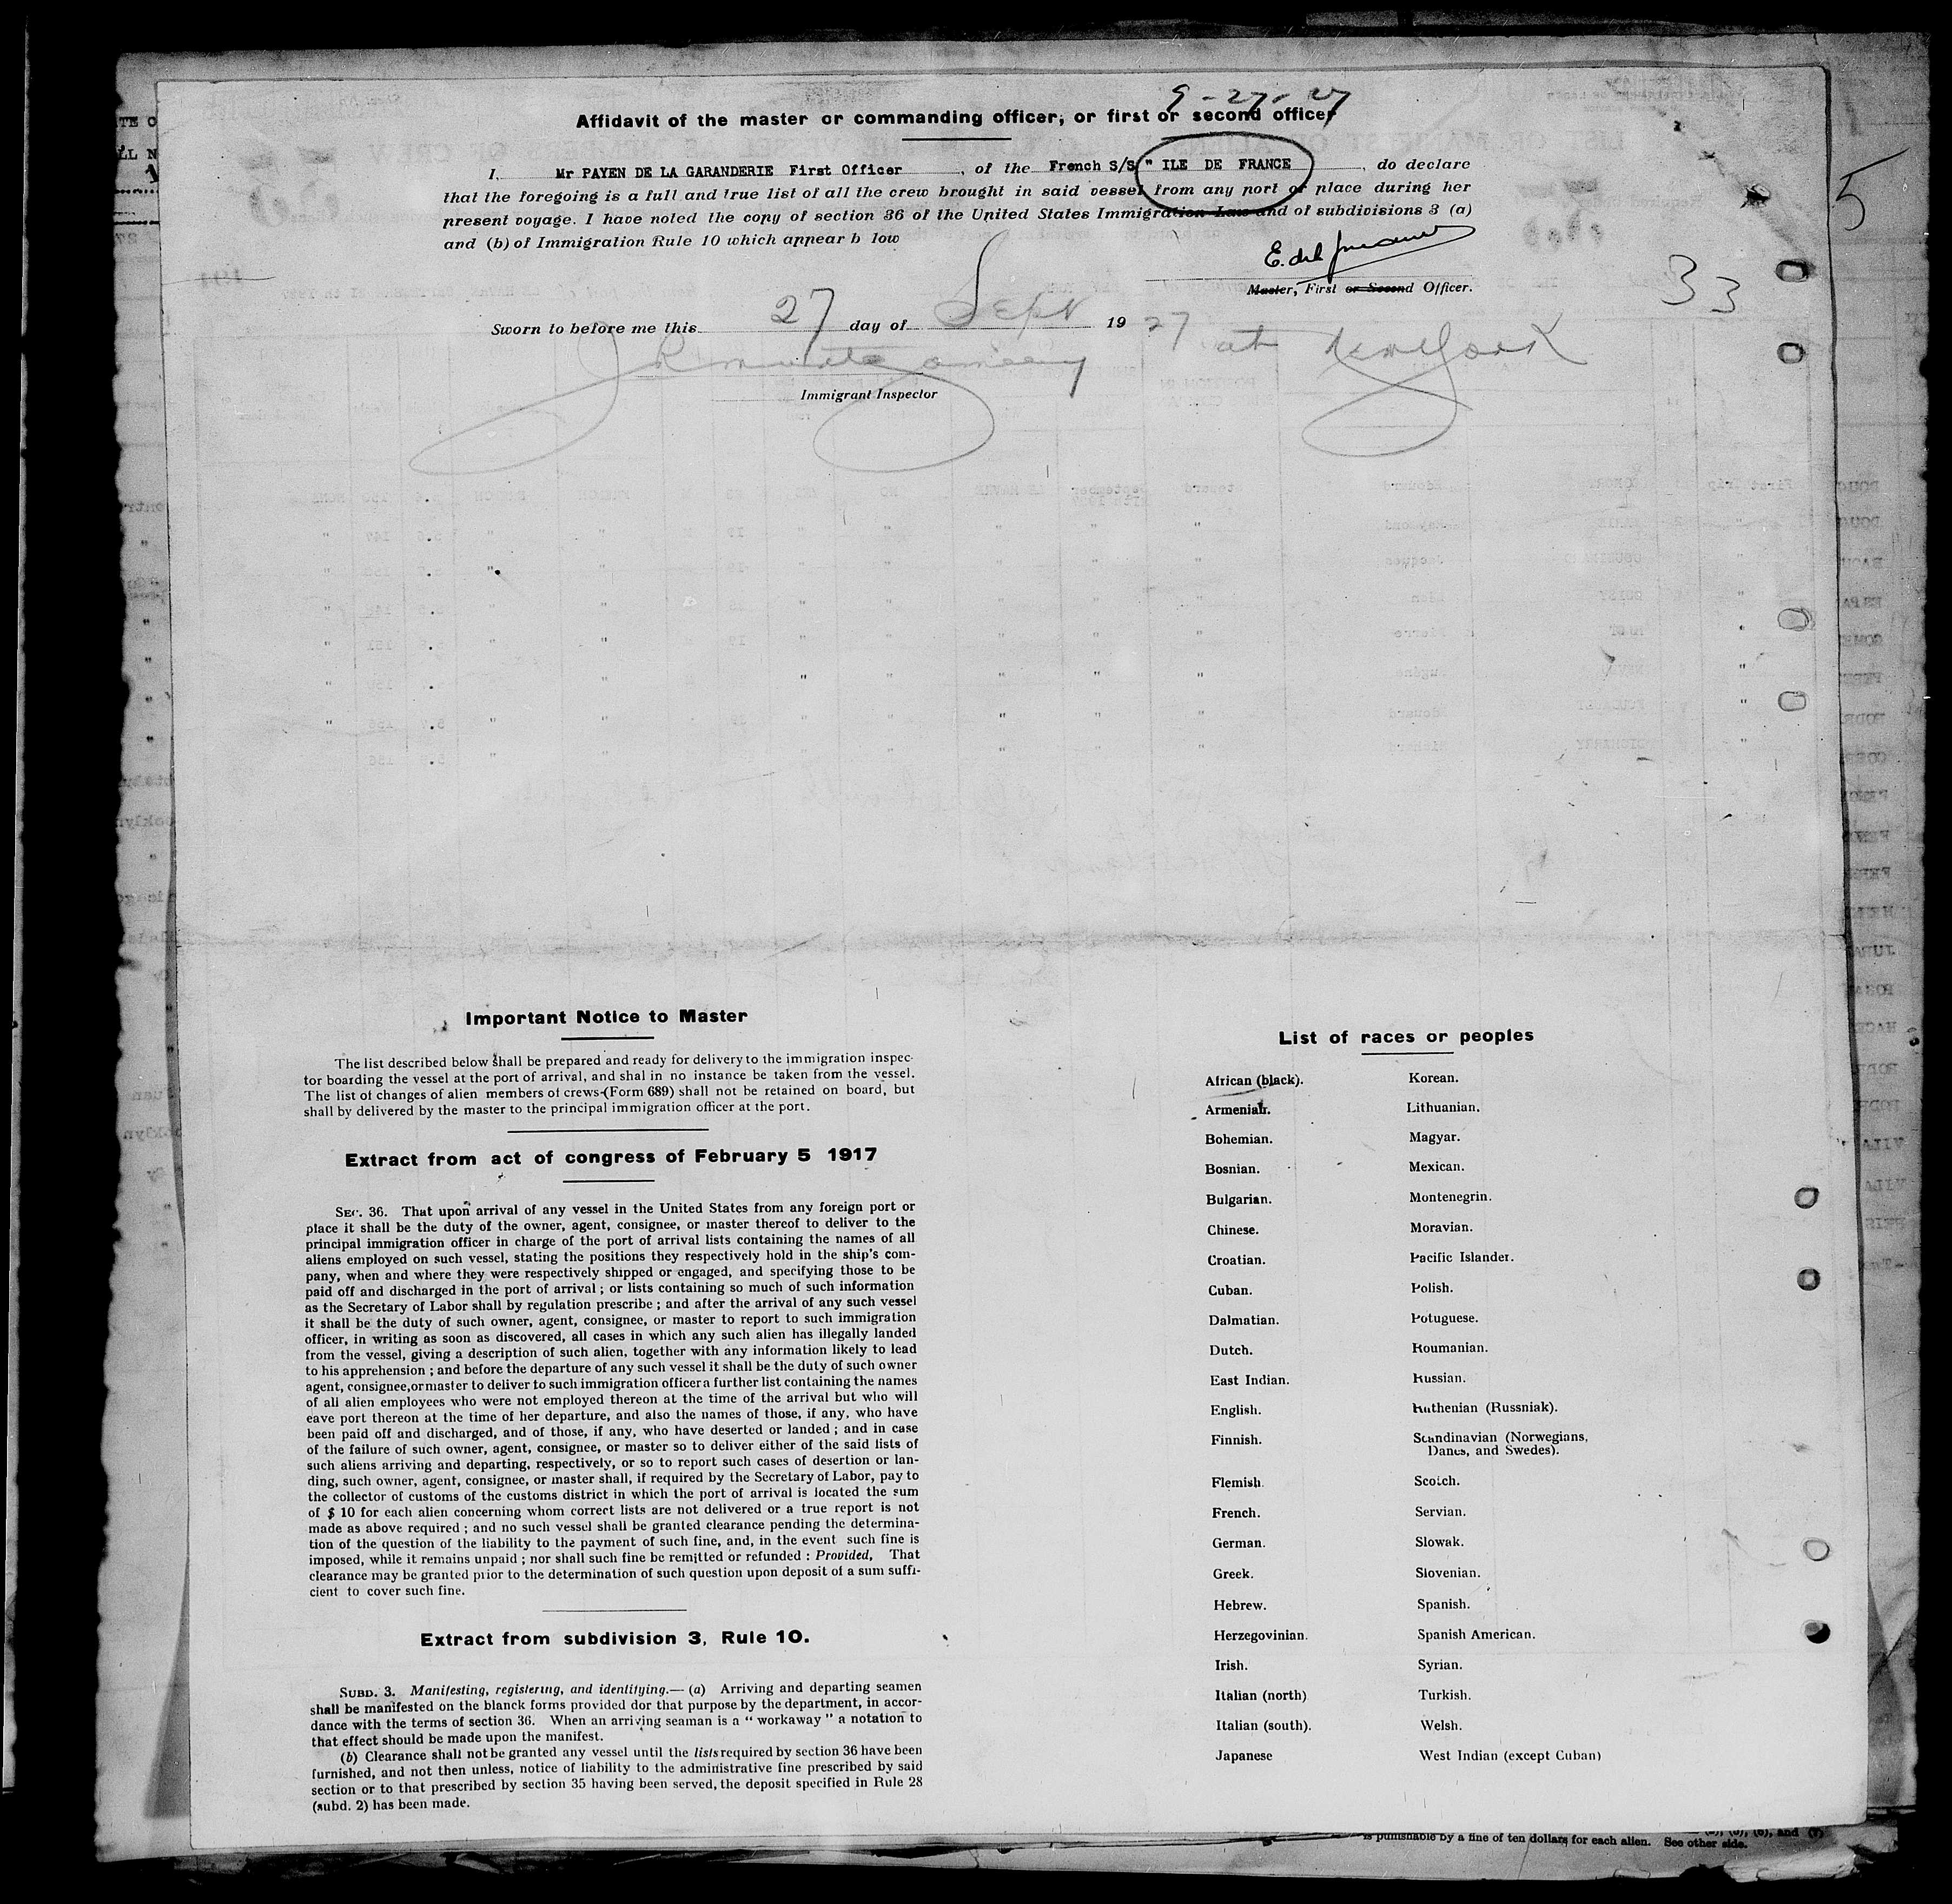 9-27-27
Affidavit of the master or commanding officer, or first or second officer
I, Mr PAYEN DE LA GARANDERIE First Officer , of the French S/S " ILE DE FRANCE , do declare
that the foregoing is a full and true list of all the crew brought in said vessel from any port or place during her
present voyage. I have noted the copy of section 36 of the United States Immigration Law and of subdivisions 3 (a)
and (b) of Immigration Rule 10 which appear b low
5
33
Master, First or Second Officer.
Sworn to before me this 27 day of Sept 19 27 at New York
Immigrant Inspector
Important Notice to Master
The list described below shall be prepared and ready for delivery to the immigration inspec-
tor boarding the vessel at the port of arrival, and shal in no instance be taken from the vessel.
The list of changes of alien members of crews (Form 689) shall not be retained on board, but
shall by delivered by the master to the principal immigration officer at the port.
Extract from act of congress of February 5 1917
SEC. 36. That upon arrival of any vessel in the United States from any foreign port or
place it shall be the duty of the owner, agent, consignee, or master thereof to deliver to the
principal immigration officer in charge of the port of arrival lists containing the names of all
aliens employed on such vessel, stating the positions they respectively hold in the ship's com-
pany, when and where they were respectively shipped or engaged, and specifying those to be
paid off and discharged in the port of arrival ; or lists containing so much of such information
as the Secretary of Labor shall by regulation prescribe ; and after the arrival of any such vessel
it shall be the duty of such owner, agent, consignee, or master to report to such immigration
officer, in writing as soon as discovered, all cases in which any such alien has illegally landed
from the vessel, giving a description of such alien, together with any information likely to lead
to his apprehension ; and before the departure of any such vessel it shall be the duty of such owner
agent, consignee, or master to deliver to such immigration officer a further list containing the names
of all alien employees who were not employed thereon at the time of the arrival but who will
eave port thereon at the time of her departure, and also the names of those, if any, who have
been paid off and discharged, and of those, if any, who have deserted or landed ; and in case
of the failure of such owner, agent, consignee, or master so to deliver either of the said lists of
such aliens arriving and departing, respectively, or so to report such cases of desertion or lan-
ding, such owner, agent, consignee, or master shall, if required by the Secretary of Labor, pay to
the collector of customs of the customs district in which the port of arrival is located the sum
of $ 10 for each alien concerning whom correct lists are not delivered or a true report is not
made as above required ; and no such vessel shall be granted clearance pending the determina-
tion of the question of the liability to the payment of such fine, and, in the event such fine is
imposed, while it remains unpaid ; nor shall such fine be remitted or refunded : Provided, That
clearance may be granted prior to the determination of such question upon deposit of a sum suffi-
cient to cover such fine.
Extract from subdivision 3, Rule 10.
SUBD. 3. Manifesting, registering, and identifying.— (a) Arriving and departing seamen
shall be manifested on the blanck forms provided dor that purpose by the department, in accor-
dance with the terms of section 36. When an arriving seaman is a “ workaway ” a notation to
that effect should be made upon the manifest.
(b) Clearance shall not be granted any vessel until the lists required by section 36 have been
furnished, and not then unless, notice of liability to the administrative fine prescribed by said
section or to that prescribed by section 35 having been served, the deposit specified in Rule 28
(subd. 2) has been made.
List of races or peoples
African (black). Korean.
Armenian. Lithuanian.
Bohemian. Magyar.
Bosnian. Mexican.
Bulgarian. Montenegrin.
Chinese. Moravian.
Croatian. Pacific Islander.
Cuban. Polish.
Dalmatian. Potuguese.
Dutch. Roumanian.
East Indian. Russian.
English. Ruthenian (Russniak).
Finnish. Scandinavian (Norwegians,
Danes, and Swedes).
Flemish. Scotch.
French. Servian.
German. Slowak.
Greek. Slovenian.
Hebrew. Spanish.
Herzegovinian. Spanish American.
Irish. Syrian.
Italian (north) Turkish.
Italian (south). Welsh.
Japanese West Indian (except Cuban)
is punishable by a fine of ten dollars for each alien. See other side.